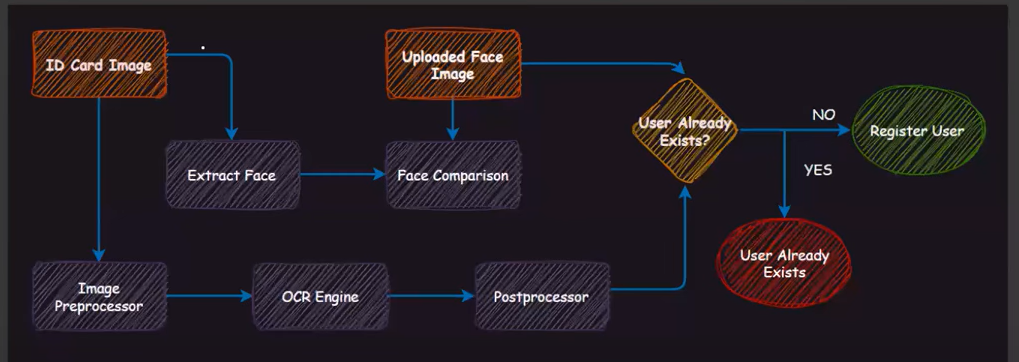 ID Card Image
Uploaded Face
Image
User Already
Exists?
NO
Register User
YES
Extract Face
Face Comparison
User Already
Exists
Image
Preprocessor
OCR Engine
Postprocessor